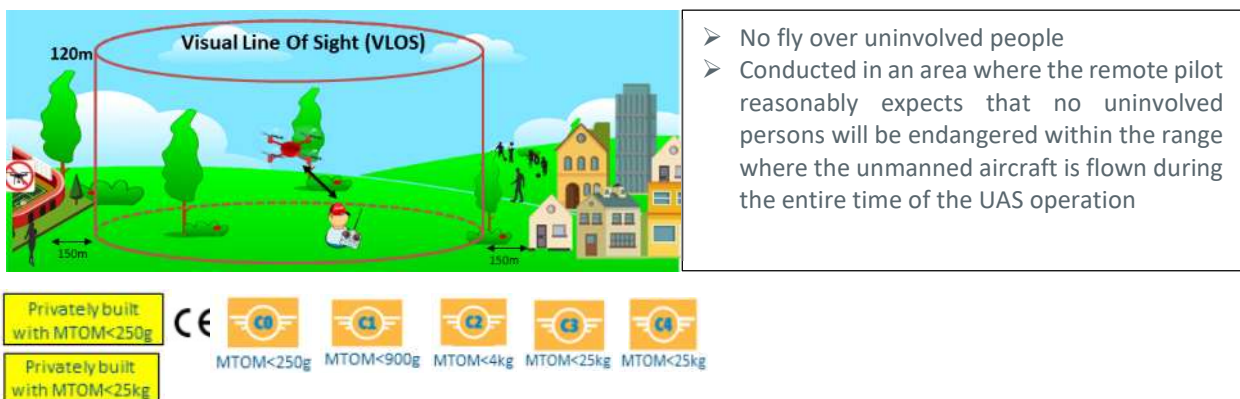 Visual Line Of Sight (VLOS)
120m
150m
150m
➢ No fly over uninvolved people
➢ Conducted in an area where the remote pilot
reasonably expects that no uninvolved
persons will be endangered within the range
where the unmanned aircraft is flown during
the entire time of the UAS operation
Privately built
with MTOM<250g
Privately built
with MTOM<25kg
CE
C0
MTOM<250g
C1
MTOM<900g
C2
MTOM<4kg
C3
MTOM<25kg
C4
MTOM<25kg